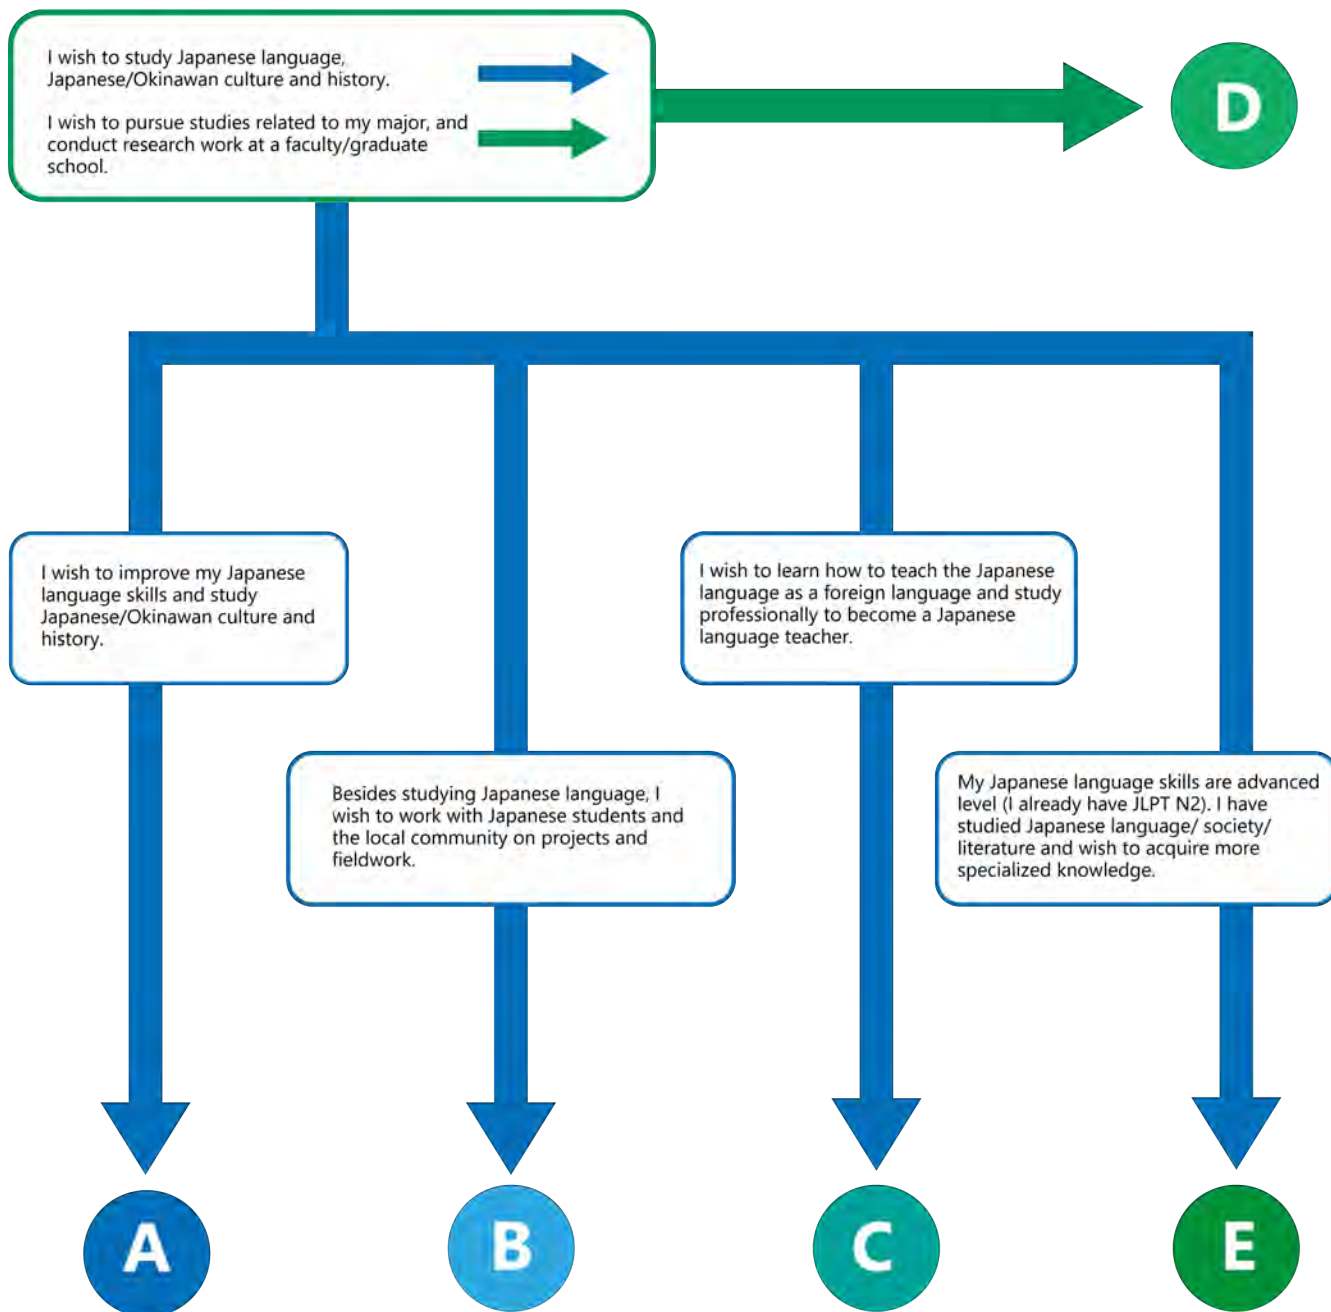 I wish to study Japanese language,
Japanese/Okinawan culture and history.
I wish to pursue studies related to my major, and
conduct research work at a faculty/graduate
school.
D
I wish to improve my Japanese
language skills and study
Japanese/Okinawan culture and
history.
I wish to learn how to teach the Japanese
language as a foreign language and study
professionally to become a Japanese
language teacher.
Besides studying Japanese language, I
wish to work with Japanese students and
the local community on projects and
fieldwork.
My Japanese language skills are advanced
level (I already have JLPT N2). I have
studied Japanese language/ society/
literature and wish to acquire more
specialized knowledge.
A
B
C
E